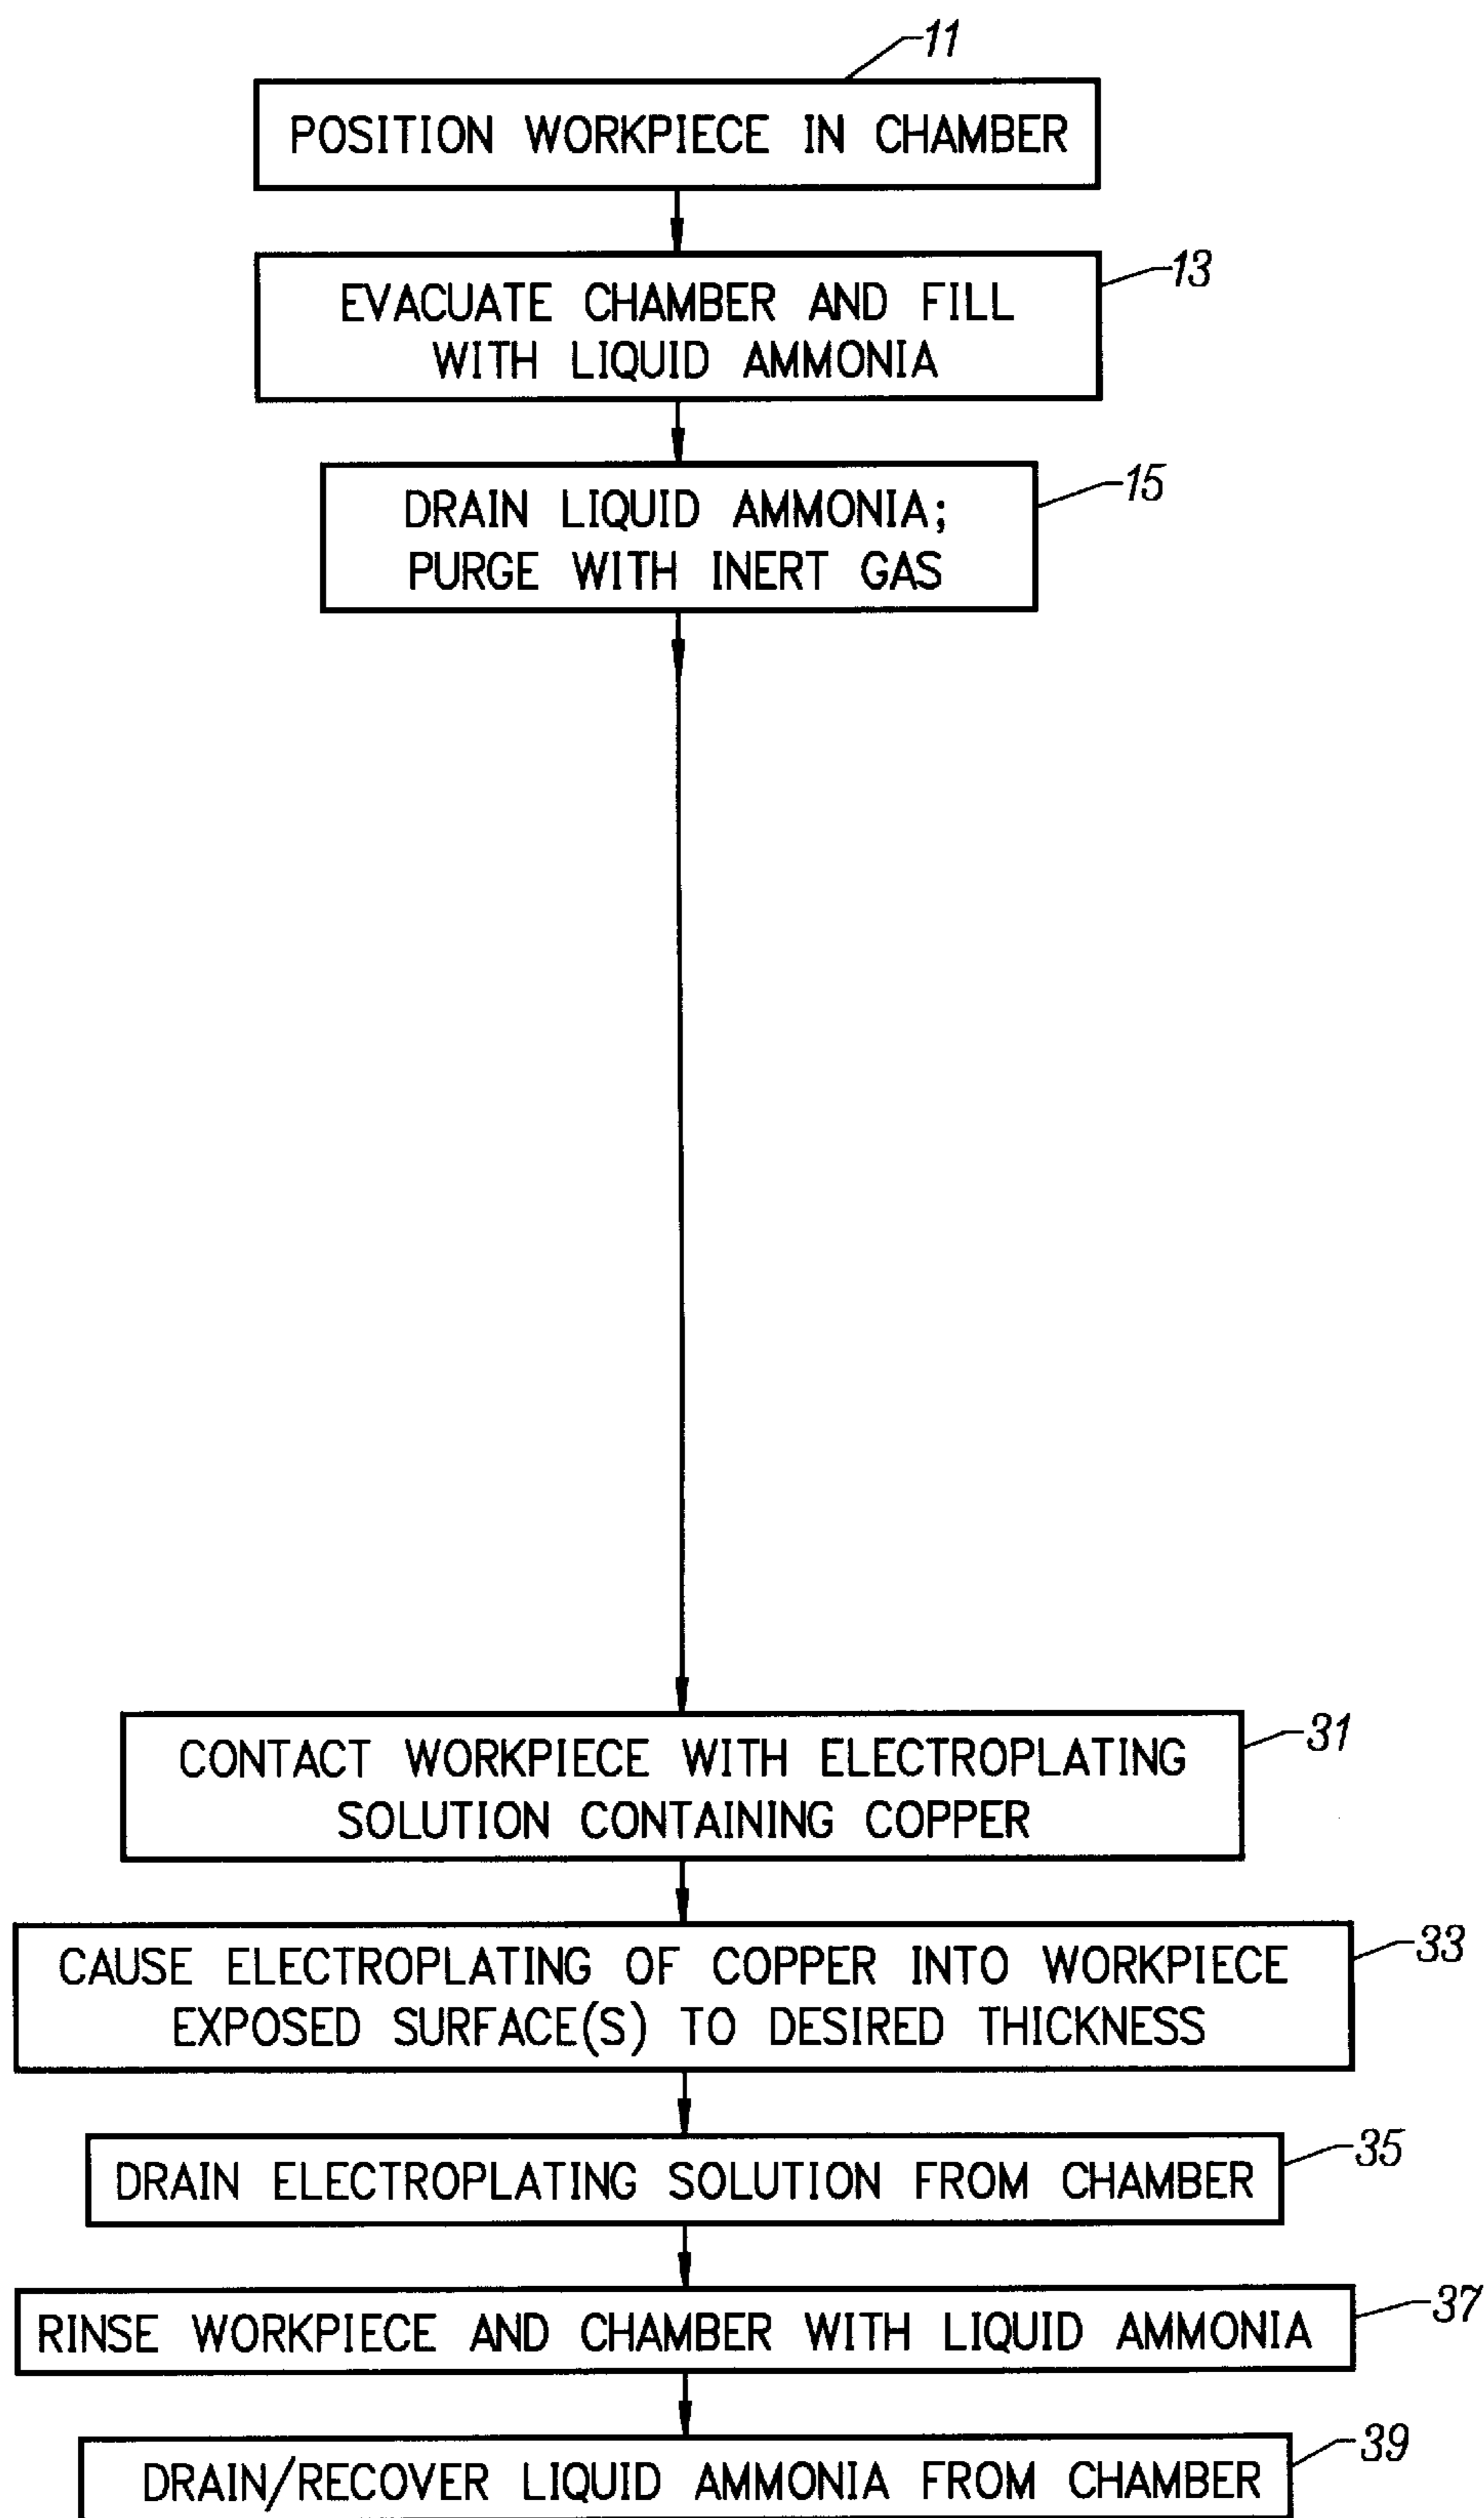 11
POSITION WORKPIECE IN CHAMBER
13
EVACUATE CHAMBER AND FILL
WITH LIQUID AMMONIA
15
DRAIN LIQUID AMMONIA;
PURGE WITH INERT GAS
31
CONTACT WORKPIECE WITH ELECTROPLATING
SOLUTION CONTAINING COPPER
33
CAUSE ELECTROPLATING OF COPPER INTO WORKPIECE
EXPOSED SURFACE(S) TO DESIRED THICKNESS
35
DRAIN ELECTROPLATING SOLUTION FROM CHAMBER
37
RINSE WORKPIECE AND CHAMBER WITH LIQUID AMMONIA
39
DRAIN/RECOVER LIQUID AMMONIA FROM CHAMBER